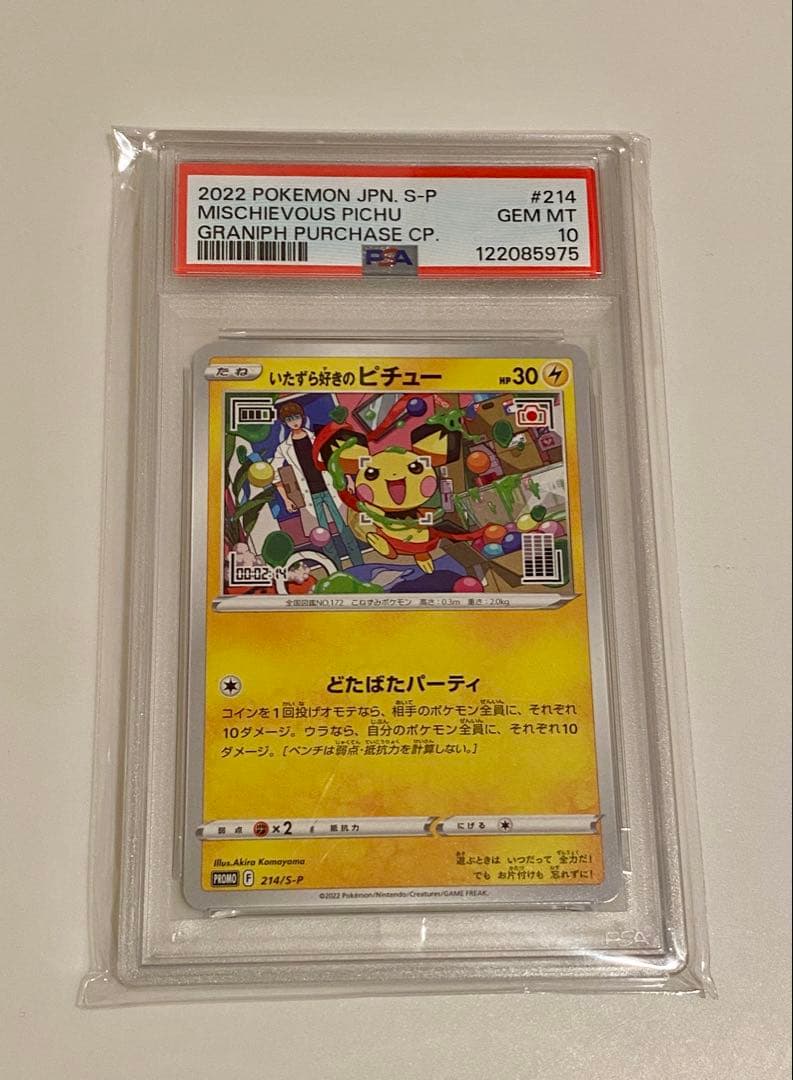 2022 POKEMON JPN. S-P #214
MISCHIEVOUS PICHU GEM MT
GRANIPH PURCHASE CP. 10
PSA 122085975
たね いたずら好きのピチュー HP30
00:02:14
全国図鑑NO.172 こねずみポケモン 高さ:0.3m 重さ:2.0kg
どたばたパーティ
コインを1回投げオモテなら、相手のポケモン全員に、それぞれ
10ダメージ。ウラなら、自分のポケモン全員に、それぞれ10
ダメージ。[ベンチは弱点・抵抗力を計算しない。]
弱点 ×2 抵抗力 にげる
Illus.Akira Komayama
遊ぶときは いつだって 全力だ!
PROMO F 214/S-P
でも お片付けも 忘れずに!
©2022 Pokémon/Nintendo/Creatures/GAME FREAK.
PSA